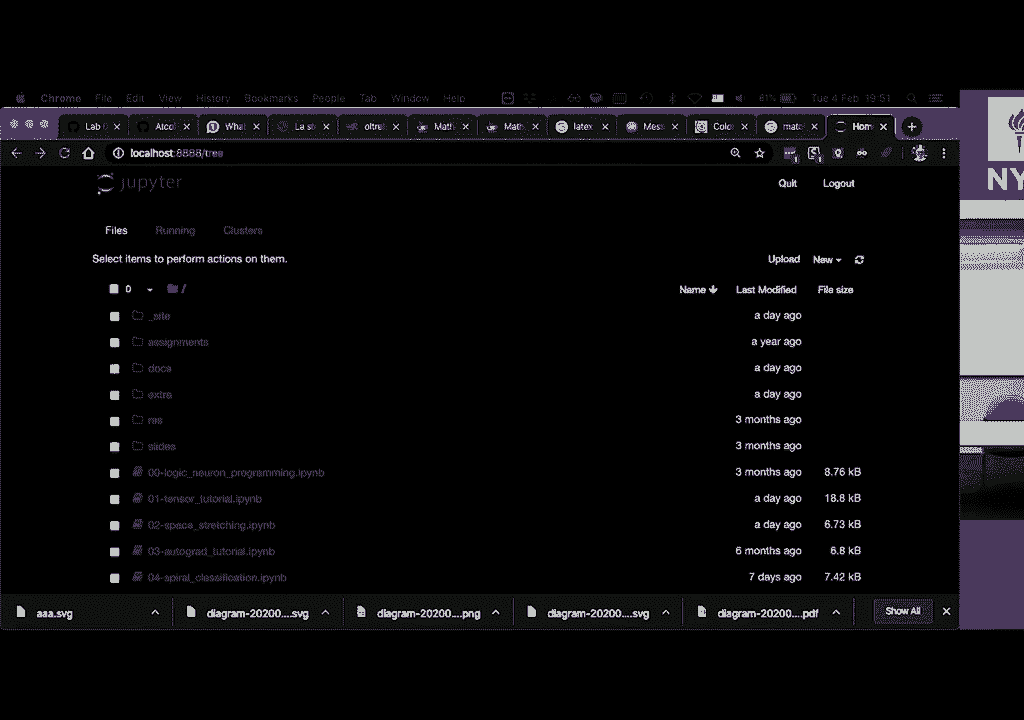 Chrome File Edit View History Bookmarks People Tab Window Help 81% Tue 4 Feb 19:51
Lab Aicol What La st oltre Math Math latex Mess Color matc Hom
localhost:8888/tree
NY
jupyter Quit Logout
Files Running Clusters
Select items to perform actions on them. Upload New
0 / Name Last Modified File size
_site a day ago
assignments a year ago
docs a day ago
extra a day ago
res 3 months ago
slides 3 months ago
00-logic_neuron_programming.ipynb 3 months ago 8.76 kB
01-tensor_tutorial.ipynb a day ago 18.8 kB
02-space_stretching.ipynb a day ago 6.73 kB
03-autograd_tutorial.ipynb 6 months ago 6.8 kB
04-spiral_classification.ipynb 7 days ago 7.42 kB
aaa.svg diagram-20200....svg diagram-20200....png diagram-20200....svg diagram-20200....pdf Show All